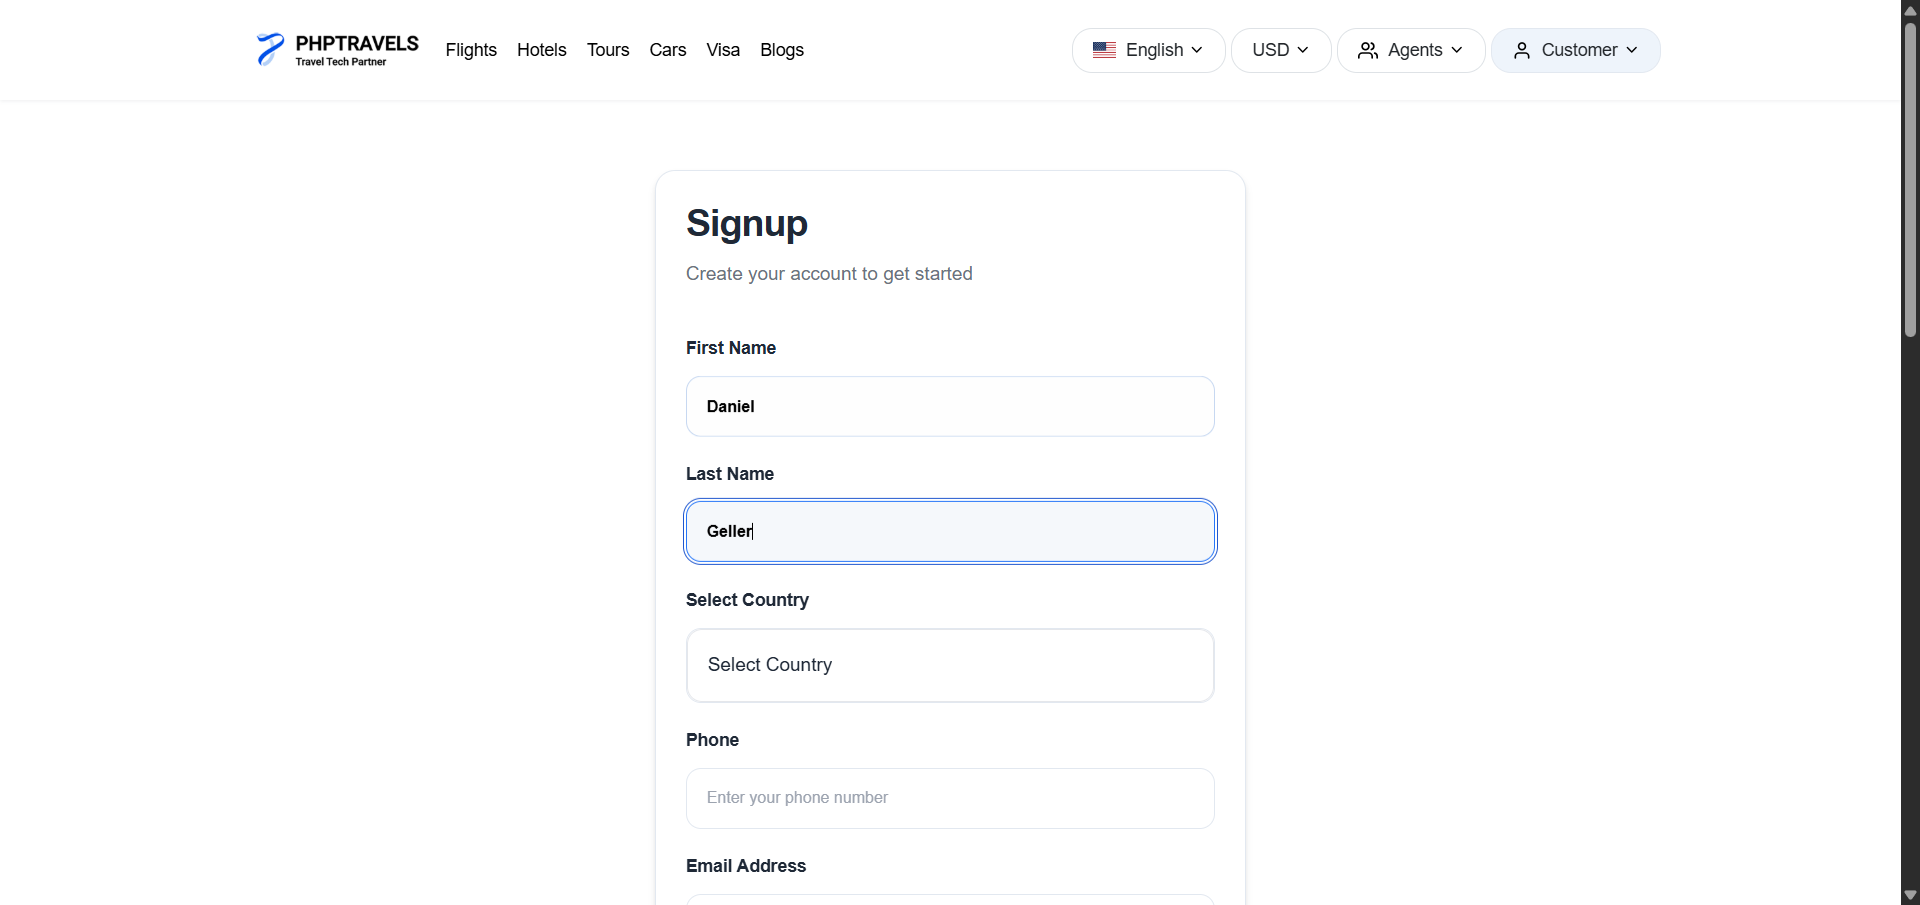 PHPTRAVELS
Travel Tech Partner
Flights Hotels Tours Cars Visa Blogs
English USD Agents Customer
Signup
Create your account to get started
First Name
Daniel
Last Name
Geller
Select Country
Select Country
Phone
Enter your phone number
Email Address